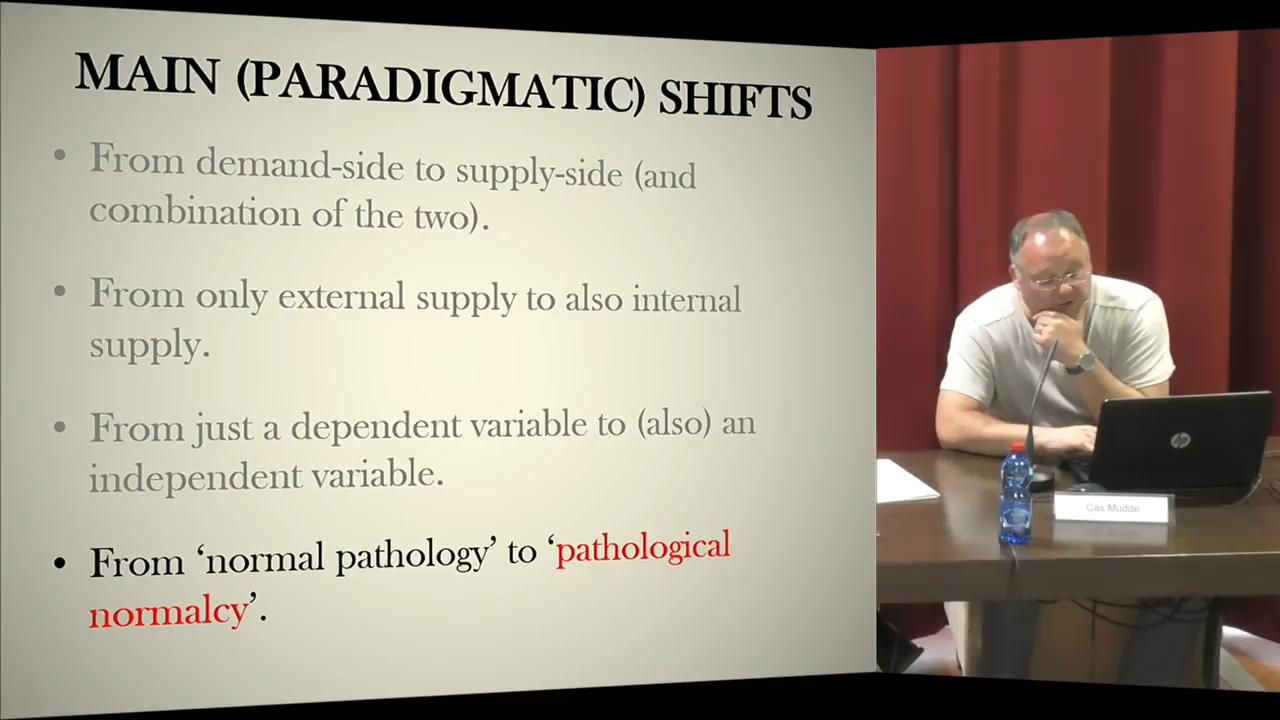 MAIN (PARADIGMATIC) SHIFTS
• From demand-side to supply-side (and
combination of the two).
• From only external supply to also internal
supply.
• From just a dependent variable to (also) an
independent variable.
• From ‘normal pathology’ to ‘pathological
normalcy’.
hp
Cas Mudde